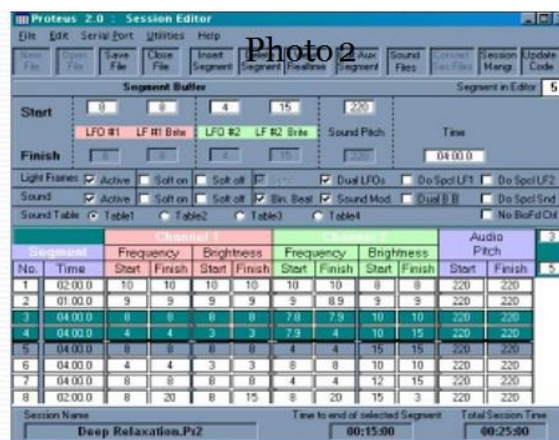 Proteus 2.0 : Session Editor
File Edit Serial Port Utilities Help
Photo 2
New File Open File Save File Close File Insert Segment Segment Realtime Aux Segment Sound Files Convert Session Mangr. Update Code
Segment Buffer Segment in Editor 5
Start 8 8 4 15 220
LFO #1 LF #1 Brite LFO #2 LF #2 Brite Sound Pitch Time
Finish 8 8 4 15 220 04:00.0
Light Frames Active Soft on Soft off Sync Dual LFOs Do Spcl LF1 Do Spcl LF2
Sound Active Soft on Soft off Bin. Beat Sound Mod. Dual B.B Do Spcl Snd
Sound Table Table1 Table2 Table3 Table4 No BioFd Ctl
Segment Channel 1 Audio Pitch 3
Frequency Brightness Frequency Brightness
No. Time Start Finish Start Finish Start Finish Start Finish Start Finish 5
1 02:00.0 10 10 10 10 10 10 8 8 220 220
2 01:00.0 9 9 9 9 9 8.9 9 9 220 220
3 04:00.0 8 8 8 8 7.8 7.9 10 10 220 220
4 04:00.0 4 4 3 3 7.9 4 10 15 220 220
5 04:00.0 8 8 8 8 4 4 15 15 220 220
6 04:00.0 4 4 3 3 8 8 10 10 220 220
7 04:00.0 8 8 8 8 4 4 12 15 220 220
8 02:00.0 8 20 8 15 8 20 15 3 220 220
Session Name Time to end of selected Segment Total Session Time
Deep Relaxation.Pr2 00:15:00 00:25:00